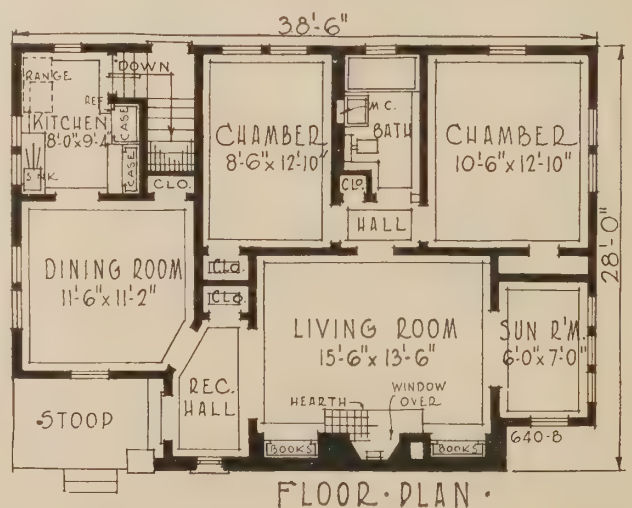 38'-6"
RANGE
DOWN
REF.
KITCHEN
8'-0"x9'-4"
CASE
CASE
SINK
CLO.
CHAMBER
8'-6"x12'-10"
M.C.
BATH
CLO.
HALL
CHAMBER
10'-6"x12'-10"
28'-0"
DINING ROOM
11'-6"x11'-2"
CLO.
CLO.
LIVING ROOM
15'-6"x13'-6"
SUN R'M.
6'-0"x7'-0"
REC.
HALL
HEARTH
WINDOW
OVER
STOOP
BOOKS
BOOKS
640-B
FLOOR·PLAN·